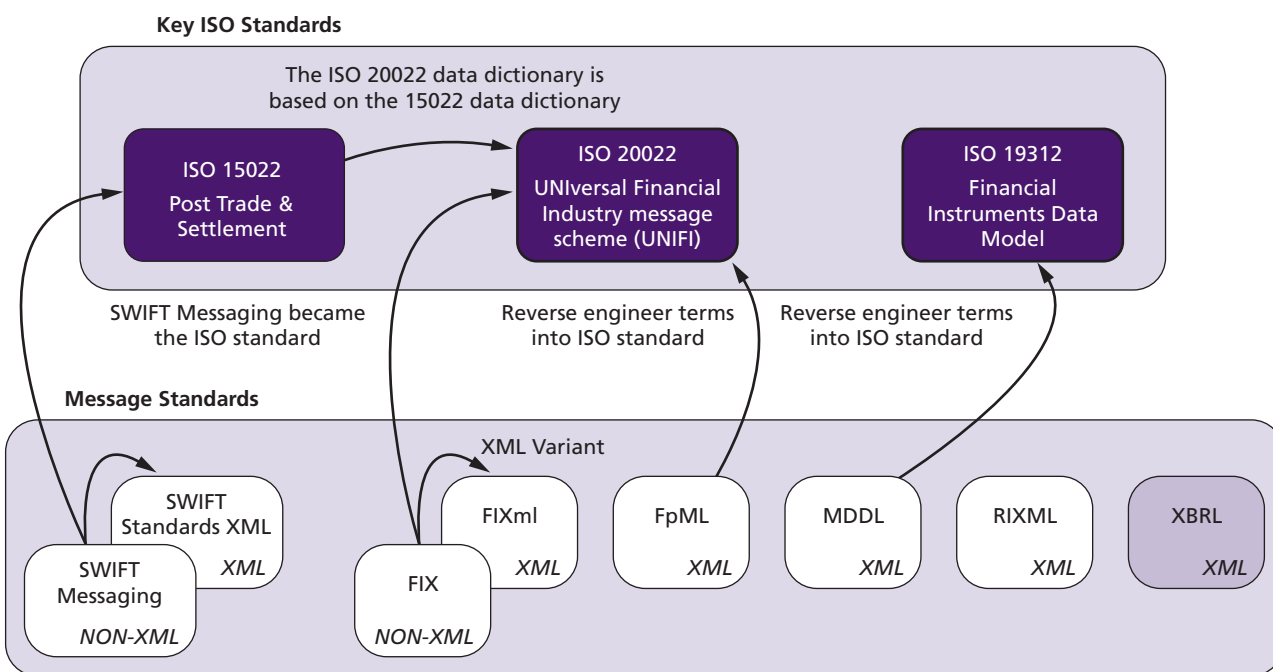 Key ISO Standards
The ISO 20022 data dictionary is
based on the 15022 data dictionary
ISO 15022
Post Trade &
Settlement
ISO 20022
UNIversal Financial
Industry message
scheme (UNIFI)
ISO 19312
Financial
Instruments Data
Model
SWIFT Messaging became
the ISO standard
Reverse engineer terms
into ISO standard
Reverse engineer terms
into ISO standard
Message Standards
XML Variant
SWIFT
Standards XML
XML
SWIFT
Messaging
NON-XML
FIXml
XML
FIX
NON-XML
FpML
XML
MDDL
XML
RIXML
XML
XBRL
XML